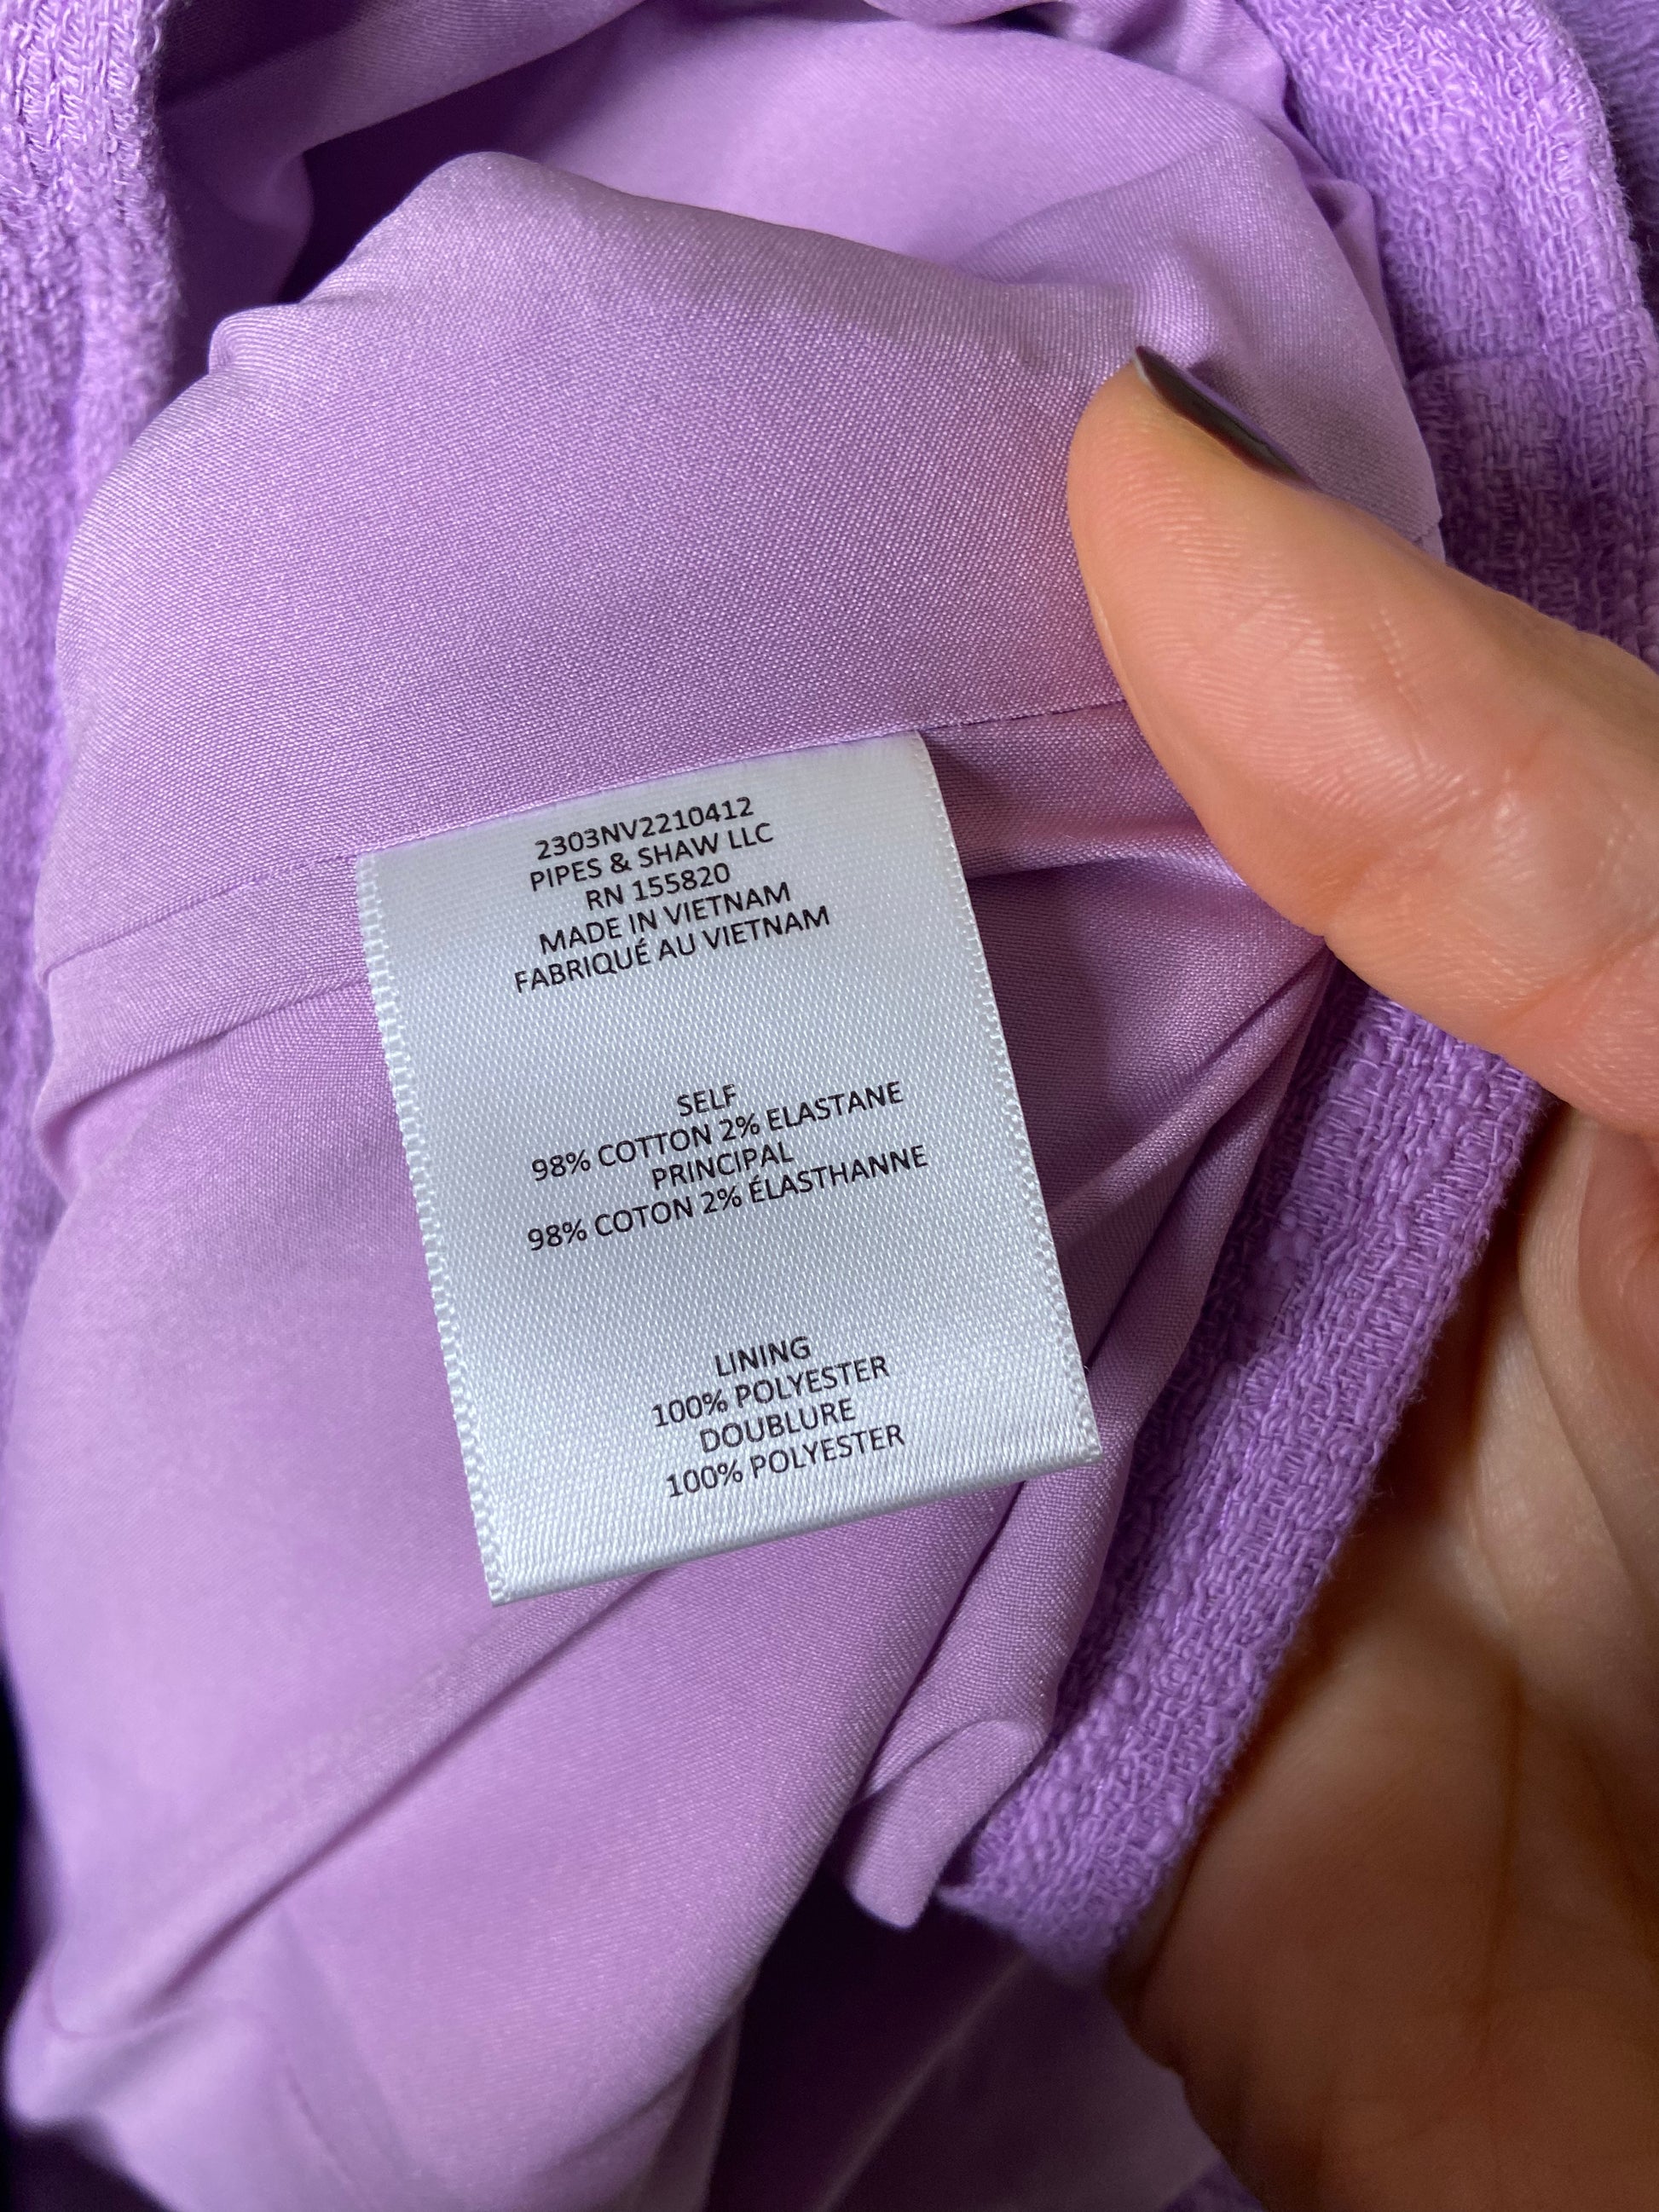 2303NV2210412
PIPES & SHAW LLC
RN 155820
MADE IN VIETNAM
FABRIQUÉ AU VIETNAM
SELF
98% COTTON 2% ELASTANE
PRINCIPAL
98% COTON 2% ÉLASTHANNE
LINING
100% POLYESTER
DOUBLURE
100% POLYESTER